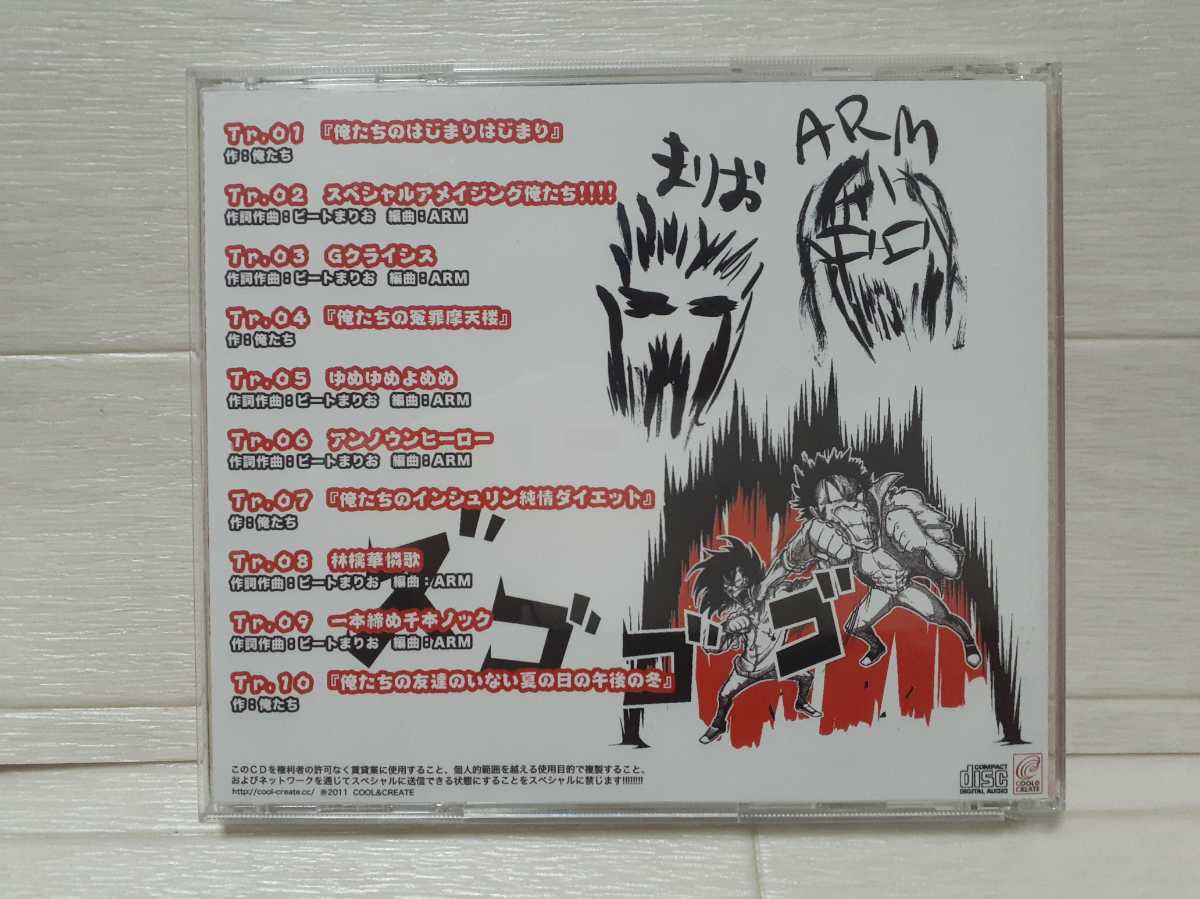 Tr.01 『俺たちのはじまりはじまり』
作：俺たち
Tr.02 スペシャルアメイジング俺たち!!!!
作詞作曲：ビートまりお 編曲：ARM
Tr.03 Gクライシス
作詞作曲：ビートまりお 編曲：ARM
Tr.04 『俺たちの冤罪摩天楼』
作：俺たち
Tr.05 ゆめゆめよめめ
作詞作曲：ビートまりお 編曲：ARM
Tr.06 アンノウンヒーロー
作詞作曲：ビートまりお 編曲：ARM
Tr.07 『俺たちのインシュリン純情ダイエット』
作：俺たち
Tr.08 林檎華憐歌
作詞作曲：ビートまりお 編曲：ARM
Tr.09 一本締め千本ノック
作詞作曲：ビートまりお 編曲：ARM
Tr.10 『俺たちの友達のいない夏の日の午後の冬』
作：俺たち
まりお
ARM
ズゴゴゴ
このCDを権利者の許可なく賃貸業に使用すること、個人的範囲を越える使用目的で複製すること、
およびネットワークを通じてスペシャルに送信できる状態にすることをスペシャルに禁じます!!!!!!!!
http://cool-create.cc/ ℗2011 COOL&CREATE
COMPACT
disc
DIGITAL AUDIO
COOL&
CREATE